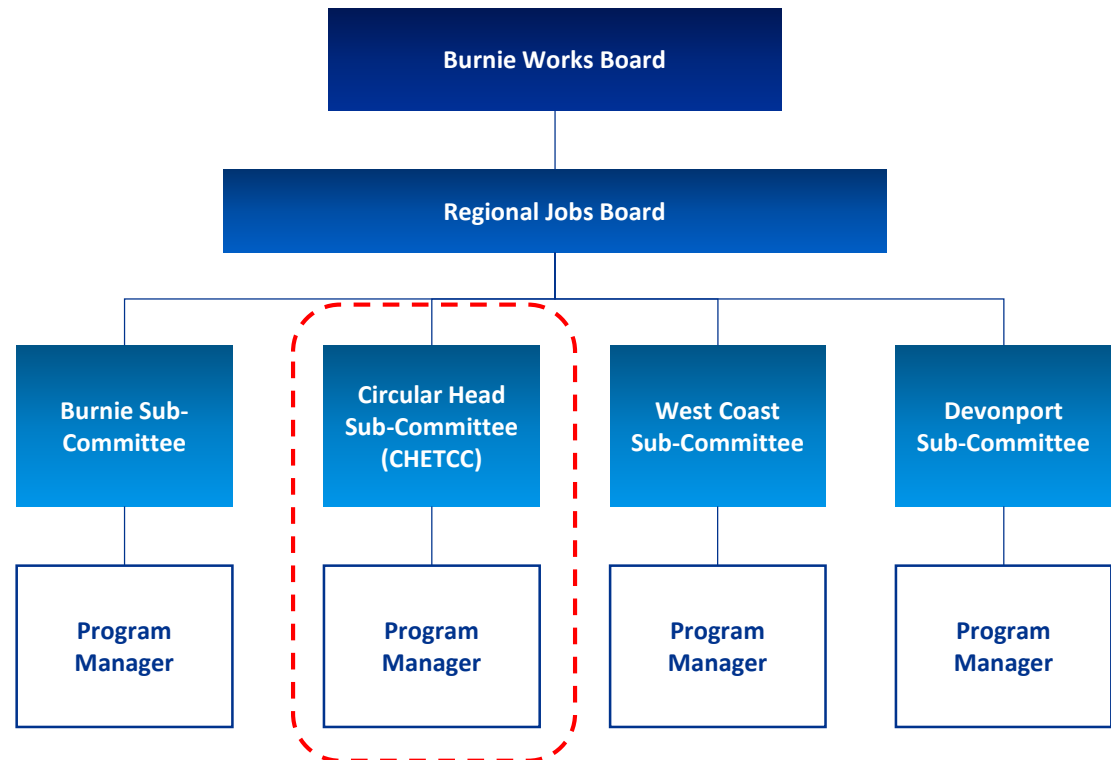 Burnie Works Board
Regional Jobs Board
Burnie Sub-
Committee
Circular Head
Sub-Committee
(CHETCC)
West Coast
Sub-Committee
Devonport
Sub-Committee
Program
Manager
Program
Manager
Program
Manager
Program
Manager